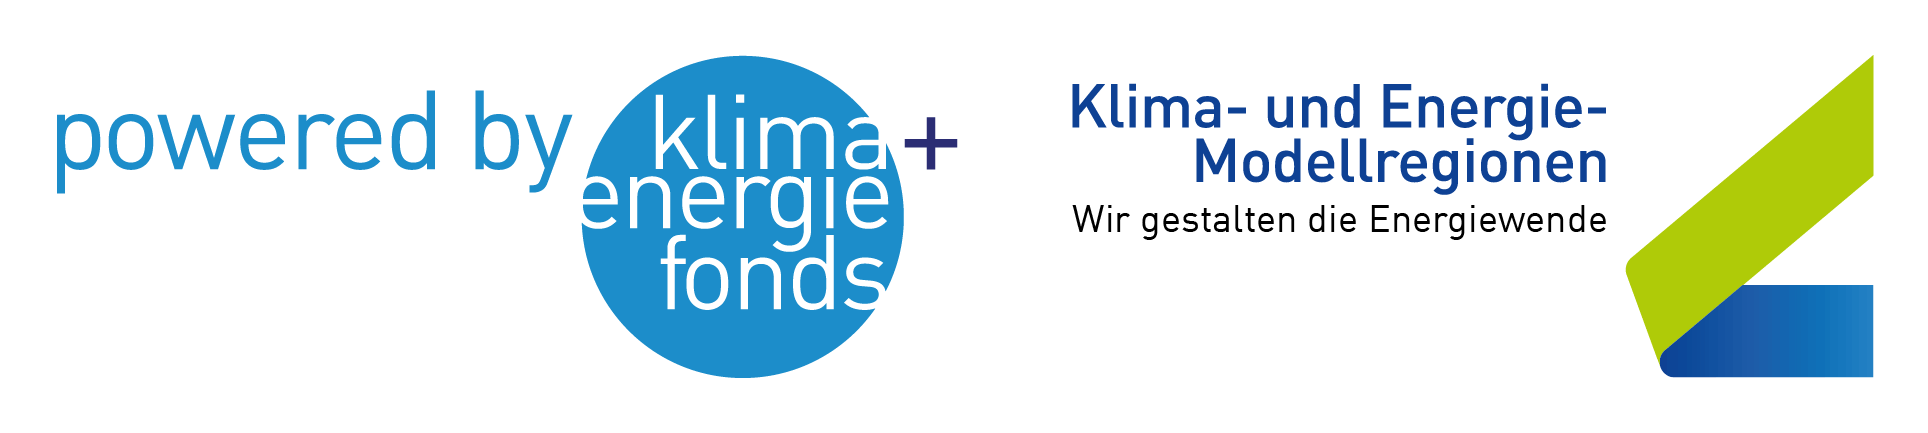 powered by
klima+
energie
fonds
Klima- und Energie-
Modellregionen
Wir gestalten die Energiewende